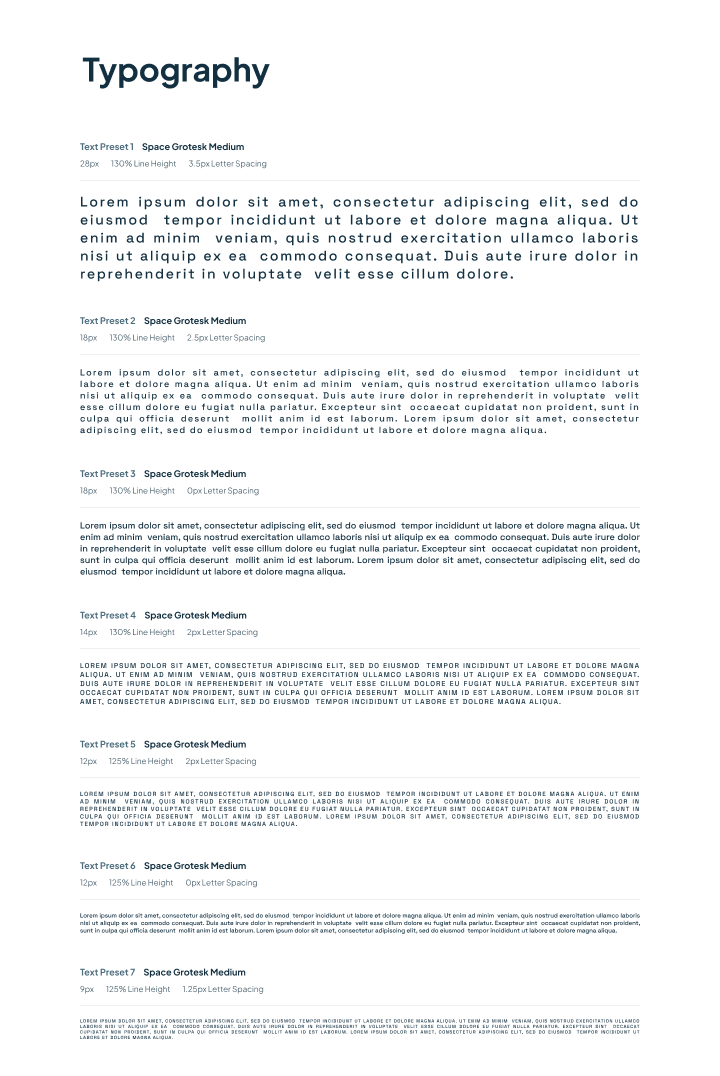 Typography
Text Preset 1 Space Grotesk Medium
28px 130% Line Height 3.5px Letter Spacing
Lorem ipsum dolor sit amet, consectetur adipiscing elit, sed do
eiusmod tempor incididunt ut labore et dolore magna aliqua. Ut
enim ad minim veniam, quis nostrud exercitation ullamco laboris
nisi ut aliquip ex ea commodo consequat. Duis aute irure dolor in
reprehenderit in voluptate velit esse cillum dolore.
Text Preset 2 Space Grotesk Medium
18px 130% Line Height 2.5px Letter Spacing
Lorem ipsum dolor sit amet, consectetur adipiscing elit, sed do eiusmod tempor incididunt ut
labore et dolore magna aliqua. Ut enim ad minim veniam, quis nostrud exercitation ullamco laboris
nisi ut aliquip ex ea commodo consequat. Duis aute irure dolor in reprehenderit in voluptate velit
esse cillum dolore eu fugiat nulla pariatur. Excepteur sint occaecat cupidatat non proident, sunt in
culpa qui officia deserunt mollit anim id est laborum. Lorem ipsum dolor sit amet, consectetur
adipiscing elit, sed do eiusmod tempor incididunt ut labore et dolore magna aliqua.
Text Preset 3 Space Grotesk Medium
18px 130% Line Height 0px Letter Spacing
Lorem ipsum dolor sit amet, consectetur adipiscing elit, sed do eiusmod tempor incididunt ut labore et dolore magna aliqua. Ut
enim ad minim veniam, quis nostrud exercitation ullamco laboris nisi ut aliquip ex ea commodo consequat. Duis aute irure dolor
in reprehenderit in voluptate velit esse cillum dolore eu fugiat nulla pariatur. Excepteur sint occaecat cupidatat non proident,
sunt in culpa qui officia deserunt mollit anim id est laborum. Lorem ipsum dolor sit amet, consectetur adipiscing elit, sed do
eiusmod tempor incididunt ut labore et dolore magna aliqua.
Text Preset 4 Space Grotesk Medium
14px 130% Line Height 2px Letter Spacing
LOREM IPSUM DOLOR SIT AMET, CONSECTETUR ADIPISCING ELIT, SED DO EIUSMOD TEMPOR INCIDIDUNT UT LABORE ET DOLORE MAGNA
ALIQUA. UT ENIM AD MINIM VENIAM, QUIS NOSTRUD EXERCITATION ULLAMCO LABORIS NISI UT ALIQUIP EX EA COMMODO CONSEQUAT.
DUIS AUTE IRURE DOLOR IN REPREHENDERIT IN VOLUPTATE VELIT ESSE CILLUM DOLORE EU FUGIAT NULLA PARIATUR. EXCEPTEUR SINT
OCCAECAT CUPIDATAT NON PROIDENT, SUNT IN CULPA QUI OFFICIA DESERUNT MOLLIT ANIM ID EST LABORUM. LOREM IPSUM DOLOR SIT
AMET, CONSECTETUR ADIPISCING ELIT, SED DO EIUSMOD TEMPOR INCIDIDUNT UT LABORE ET DOLORE MAGNA ALIQUA.
Text Preset 5 Space Grotesk Medium
12px 125% Line Height 2px Letter Spacing
LOREM IPSUM DOLOR SIT AMET, CONSECTETUR ADIPISCING ELIT, SED DO EIUSMOD TEMPOR INCIDIDUNT UT LABORE ET DOLORE MAGNA ALIQUA. UT ENIM
AD MINIM VENIAM, QUIS NOSTRUD EXERCITATION ULLAMCO LABORIS NISI UT ALIQUIP EX EA COMMODO CONSEQUAT. DUIS AUTE IRURE DOLOR IN
REPREHENDERIT IN VOLUPTATE VELIT ESSE CILLUM DOLORE EU FUGIAT NULLA PARIATUR. EXCEPTEUR SINT OCCAECAT CUPIDATAT NON PROIDENT, SUNT IN
CULPA QUI OFFICIA DESERUNT MOLLIT ANIM ID EST LABORUM. LOREM IPSUM DOLOR SIT AMET, CONSECTETUR ADIPISCING ELIT, SED DO EIUSMOD
TEMPOR INCIDIDUNT UT LABORE ET DOLORE MAGNA ALIQUA.
Text Preset 6 Space Grotesk Medium
12px 125% Line Height 0px Letter Spacing
Lorem ipsum dolor sit amet, consectetur adipiscing elit, sed do eiusmod tempor incididunt ut labore et dolore magna aliqua. Ut enim ad minim veniam, quis nostrud exercitation ullamco laboris
nisi ut aliquip ex ea commodo consequat. Duis aute irure dolor in reprehenderit in voluptate velit esse cillum dolore eu fugiat nulla pariatur. Excepteur sint occaecat cupidatat non proident,
sunt in culpa qui officia deserunt mollit anim id est laborum. Lorem ipsum dolor sit amet, consectetur adipiscing elit, sed do eiusmod tempor incididunt ut labore et dolore magna aliqua.
Text Preset 7 Space Grotesk Medium
9px 125% Line Height 1.25px Letter Spacing
LOREM IPSUM DOLOR SIT AMET, CONSECTETUR ADIPISCING ELIT, SED DO EIUSMOD TEMPOR INCIDIDUNT UT LABORE ET DOLORE MAGNA ALIQUA. UT ENIM AD MINIM VENIAM, QUIS NOSTRUD EXERCITATION ULLAMCO
LABORIS NISI UT ALIQUIP EX EA COMMODO CONSEQUAT. DUIS AUTE IRURE DOLOR IN REPREHENDERIT IN VOLUPTATE VELIT ESSE CILLUM DOLORE EU FUGIAT NULLA PARIATUR. EXCEPTEUR SINT OCCAECAT
CUPIDATAT NON PROIDENT, SUNT IN CULPA QUI OFFICIA DESERUNT MOLLIT ANIM ID EST LABORUM. LOREM IPSUM DOLOR SIT AMET, CONSECTETUR ADIPISCING ELIT, SED DO EIUSMOD TEMPOR INCIDIDUNT UT
LABORE ET DOLORE MAGNA ALIQUA.